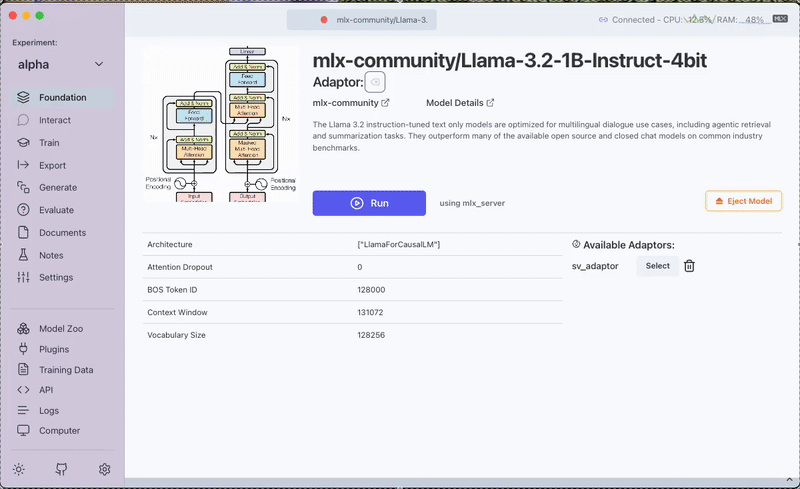 mlx-community/Llama-3.
Connected - CPU: 12.6% RAM: 48%
MLX
Experiment:
alpha
Foundation
Interact
Train
Export
Generate
Evaluate
Documents
Notes
Settings
Model Zoo
Plugins
Training Data
API
Logs
Computer
Linear
Add & Norm
Feed
Forward
Add & Norm
Multi-Head
Attention
Add & Norm
Masked
Multi-Head
Attention
Add & Norm
Feed
Forward
Add & Norm
Multi-Head
Attention
Nx
Nx
Positional
Encoding
Positional
Encoding
Input
Output
mlx-community/Llama-3.2-1B-Instruct-4bit
Adaptor:
mlx-community
Model Details
The Llama 3.2 instruction-tuned text only models are optimized for multilingual dialogue use cases, including agentic retrieval
and summarization tasks. They outperform many of the available open source and closed chat models on common industry
benchmarks.
Run
using mlx_server
Eject Model
Architecture ["LlamaForCausalLM"]
Attention Dropout 0
BOS Token ID 128000
Context Window 131072
Vocabulary Size 128256
Available Adaptors:
sv_adaptor
Select